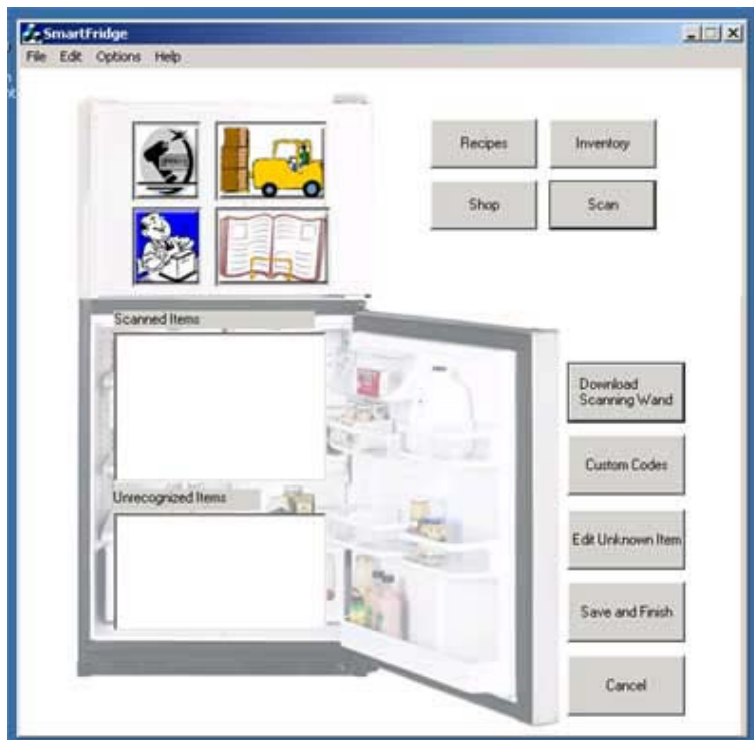 SmartFridge
File Edit Options Help
Recipes
Inventory
Shop
Scan
Scanned Items
Download
Scanning Wand
Custom Codes
Unrecognized Items
Edit Unknown Item
Save and Finish
Cancel